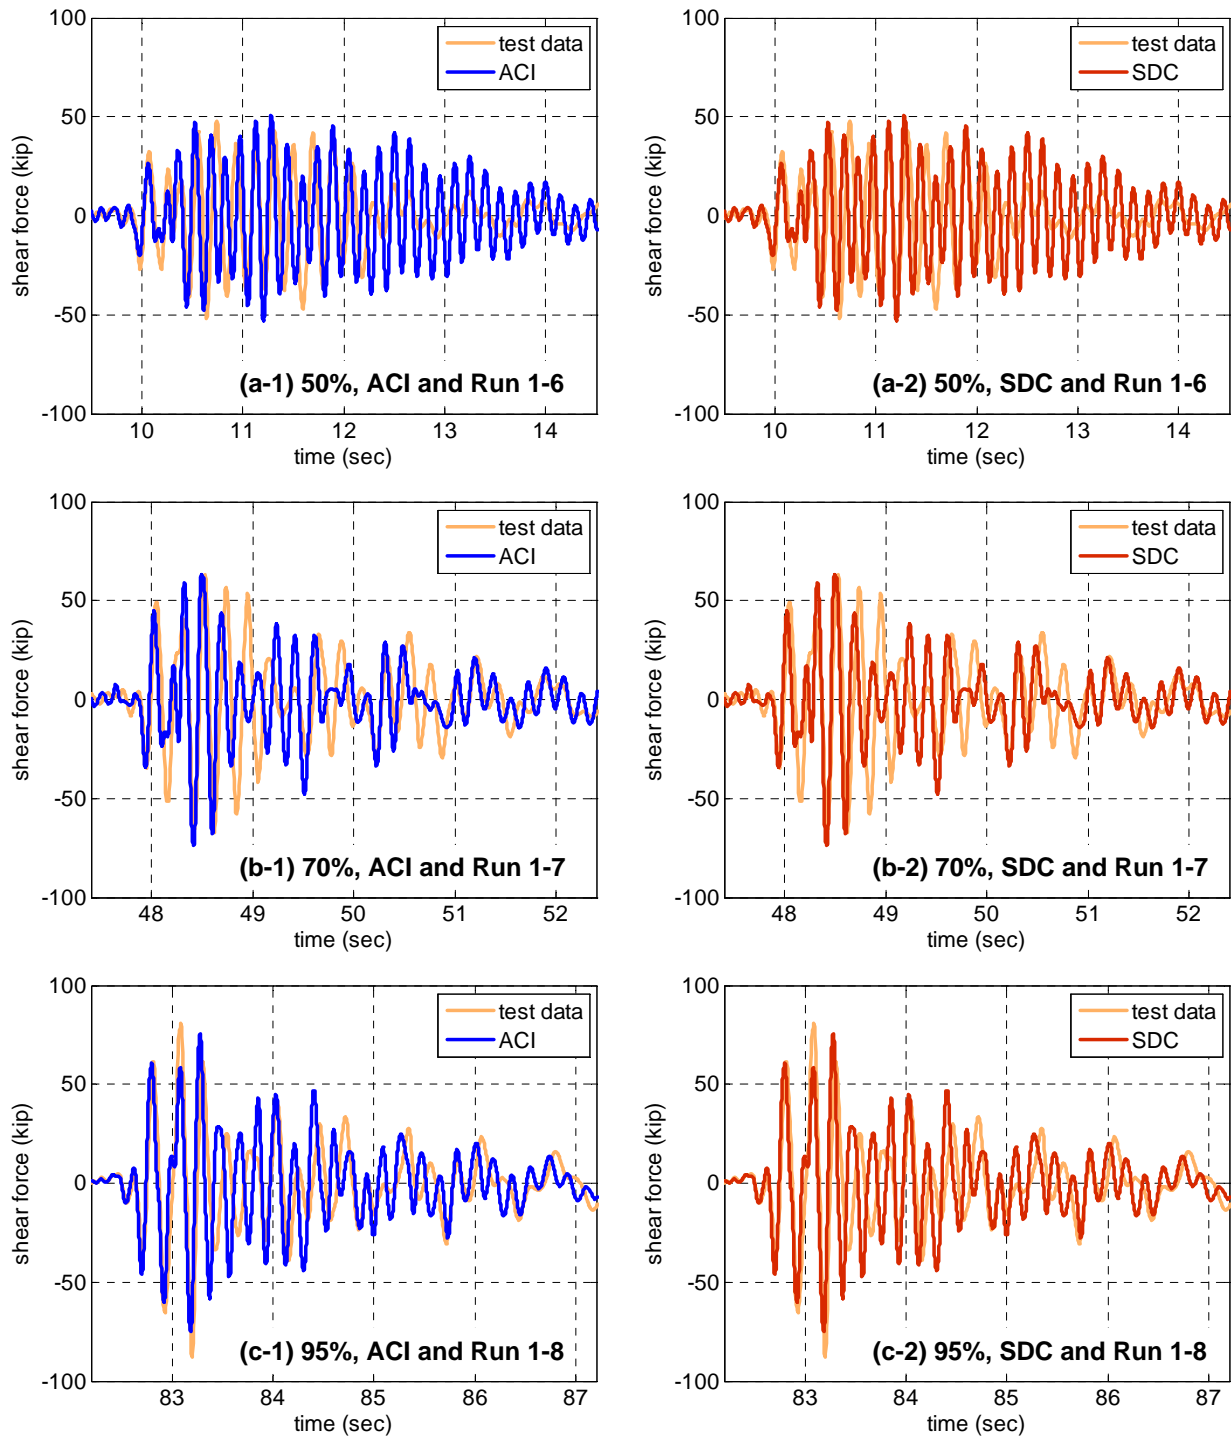 100
50
0
-50
-100
shear force (kip)
test data
ACI
(a-1) 50%, ACI and Run 1-6
10
11
12
13
14
time (sec)
100
50
0
-50
-100
shear force (kip)
test data
SDC
(a-2) 50%, SDC and Run 1-6
10
11
12
13
14
time (sec)
100
50
0
-50
-100
shear force (kip)
test data
ACI
(b-1) 70%, ACI and Run 1-7
48
49
50
51
52
time (sec)
100
50
0
-50
-100
shear force (kip)
test data
SDC
(b-2) 70%, SDC and Run 1-7
48
49
50
51
52
time (sec)
100
50
0
-50
-100
shear force (kip)
test data
ACI
(c-1) 95%, ACI and Run 1-8
83
84
85
86
87
time (sec)
100
50
0
-50
-100
shear force (kip)
test data
SDC
(c-2) 95%, SDC and Run 1-8
83
84
85
86
87
time (sec)